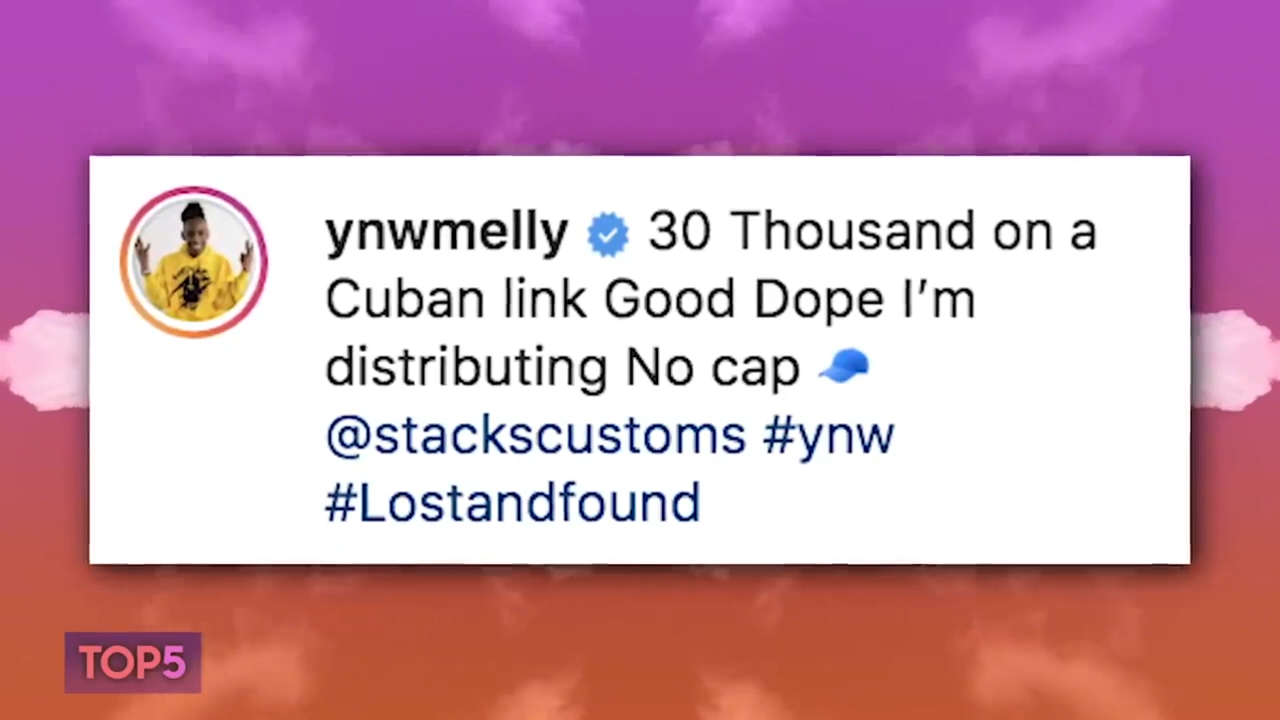 ynwmelly 30 Thousand on a
Cuban link Good Dope I’m
distributing No cap 🧢
@stackscustoms #ynw
#Lostandfound
TOP5